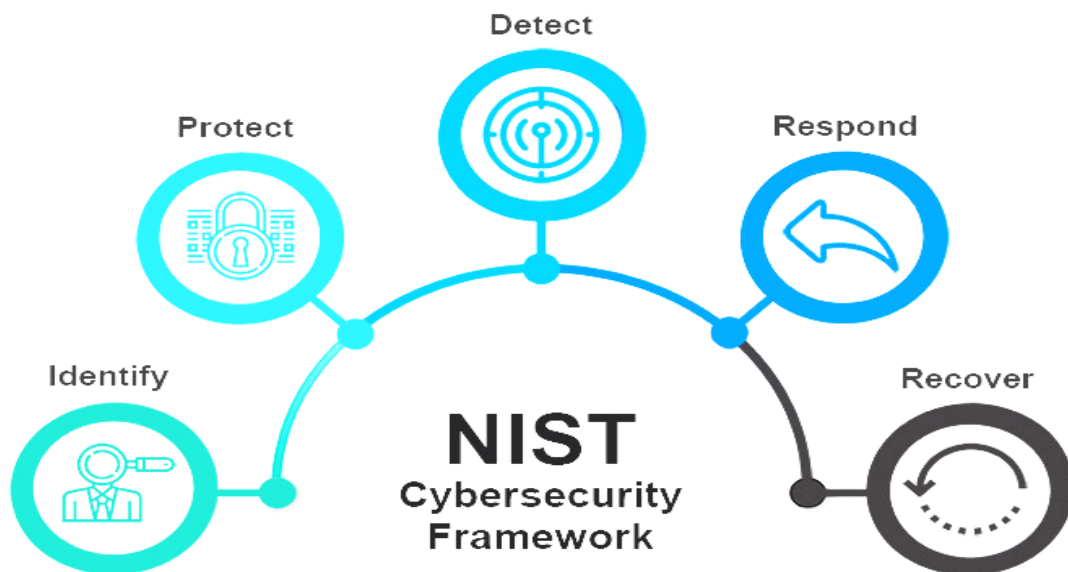 Detect
Protect
Respond
Identify
Recover
NIST
Cybersecurity
Framework